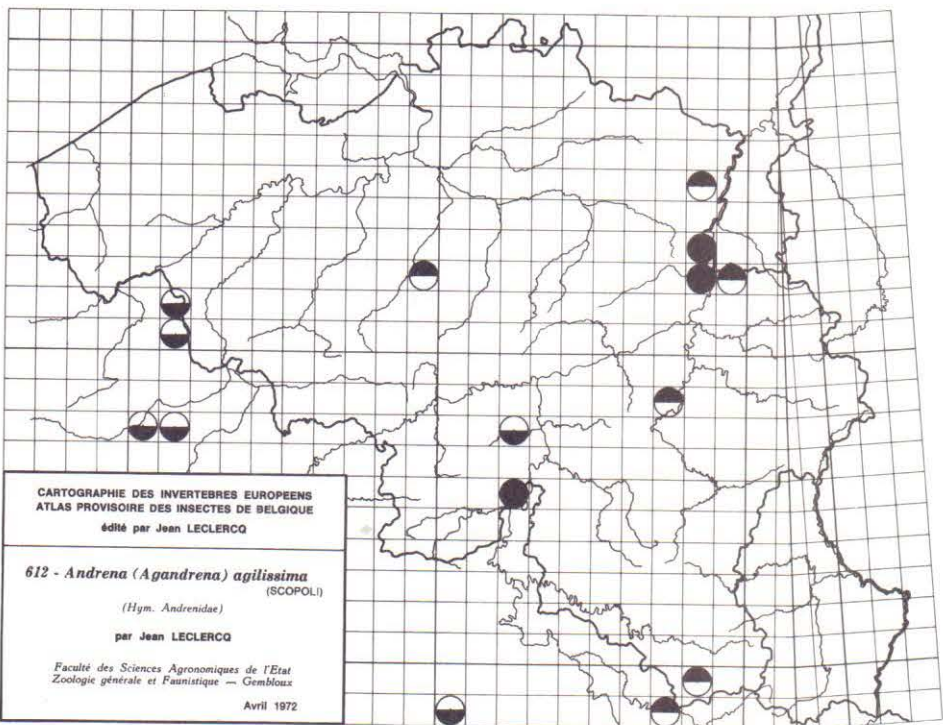 CARTOGRAPHIE DES INVERTEBRES EUROPEENS
ATLAS PROVISOIRE DES INSECTES DE BELGIQUE
édité par Jean LECLERCQ
612 - Andrena (Agandrena) agilissima
(SCOPOLI)
(Hym. Andrenidae)
par Jean LECLERCQ
Faculté des Sciences Agronomiques de l'Etat
Zoologie générale et Faunistique — Gembloux
Avril 1972